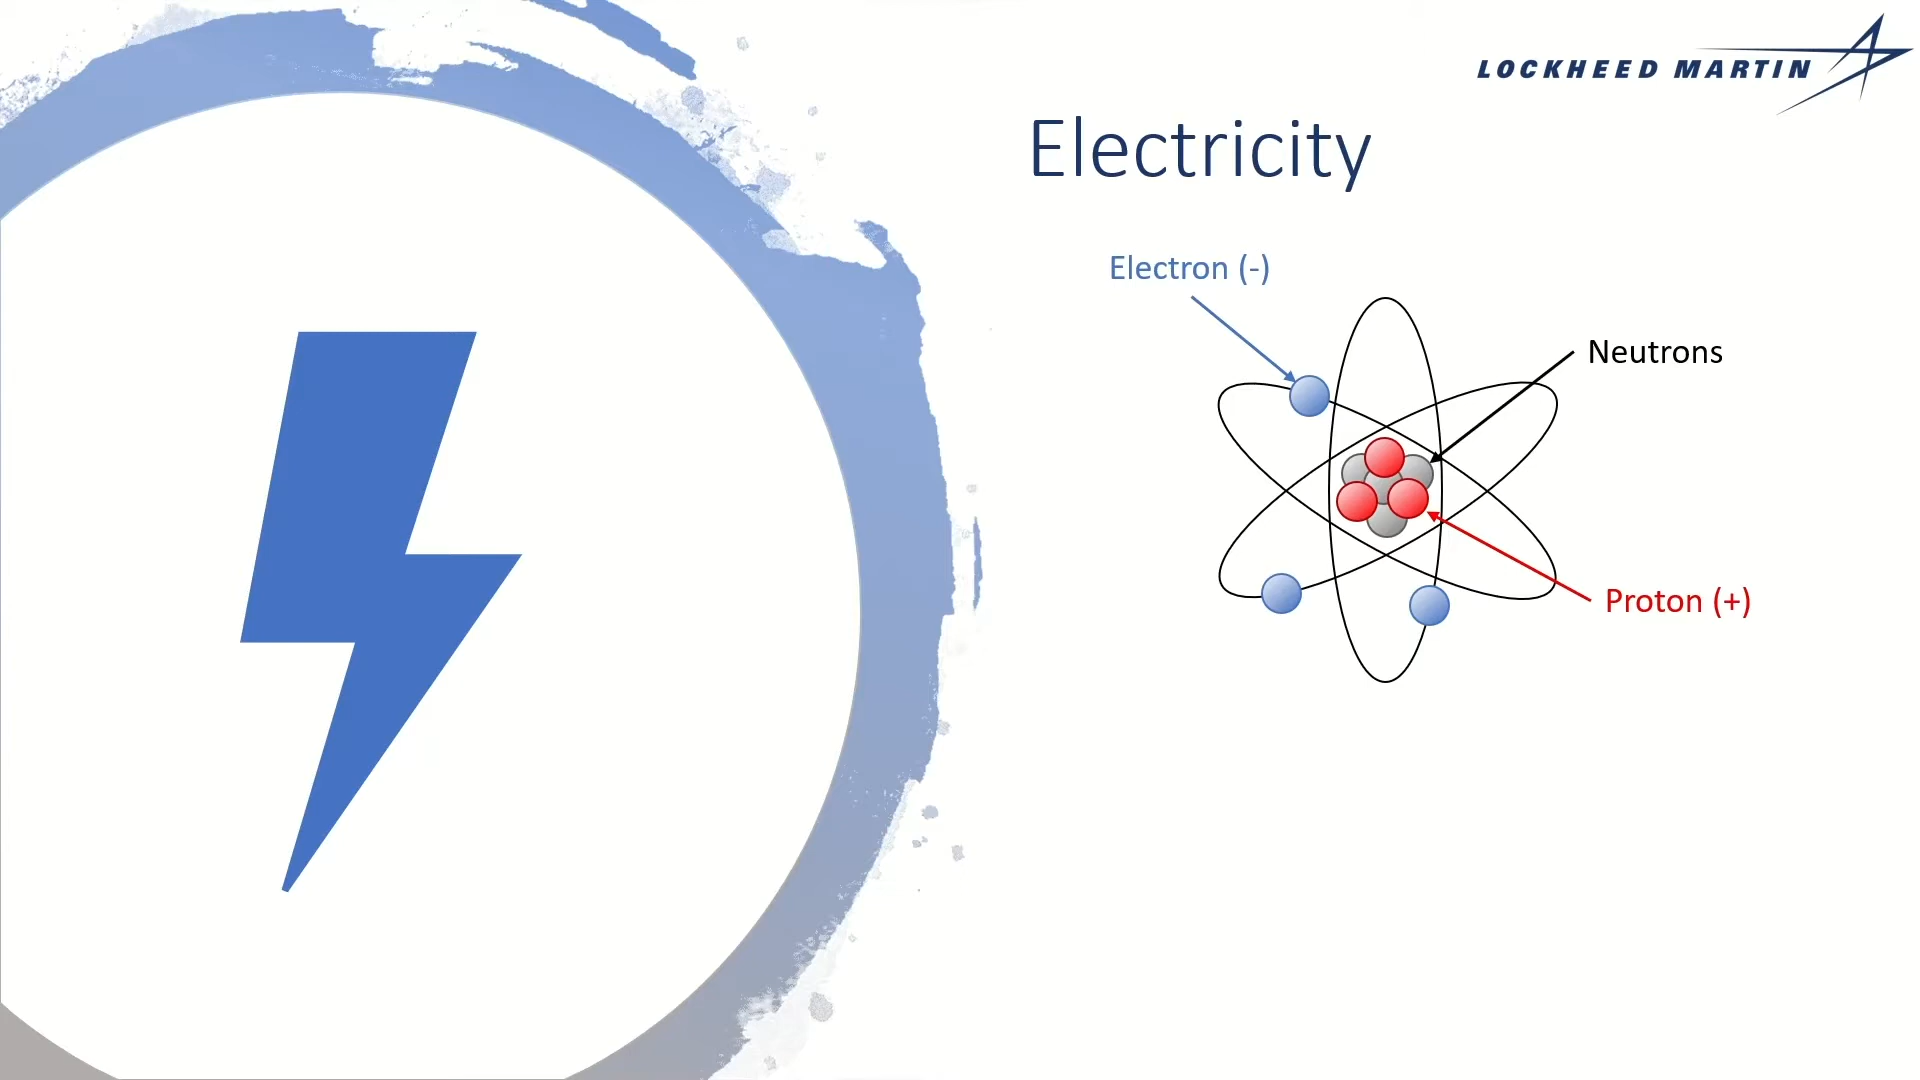 LOCKHEED MARTIN
Electricity
Electron (-)
Neutrons
Proton (+)